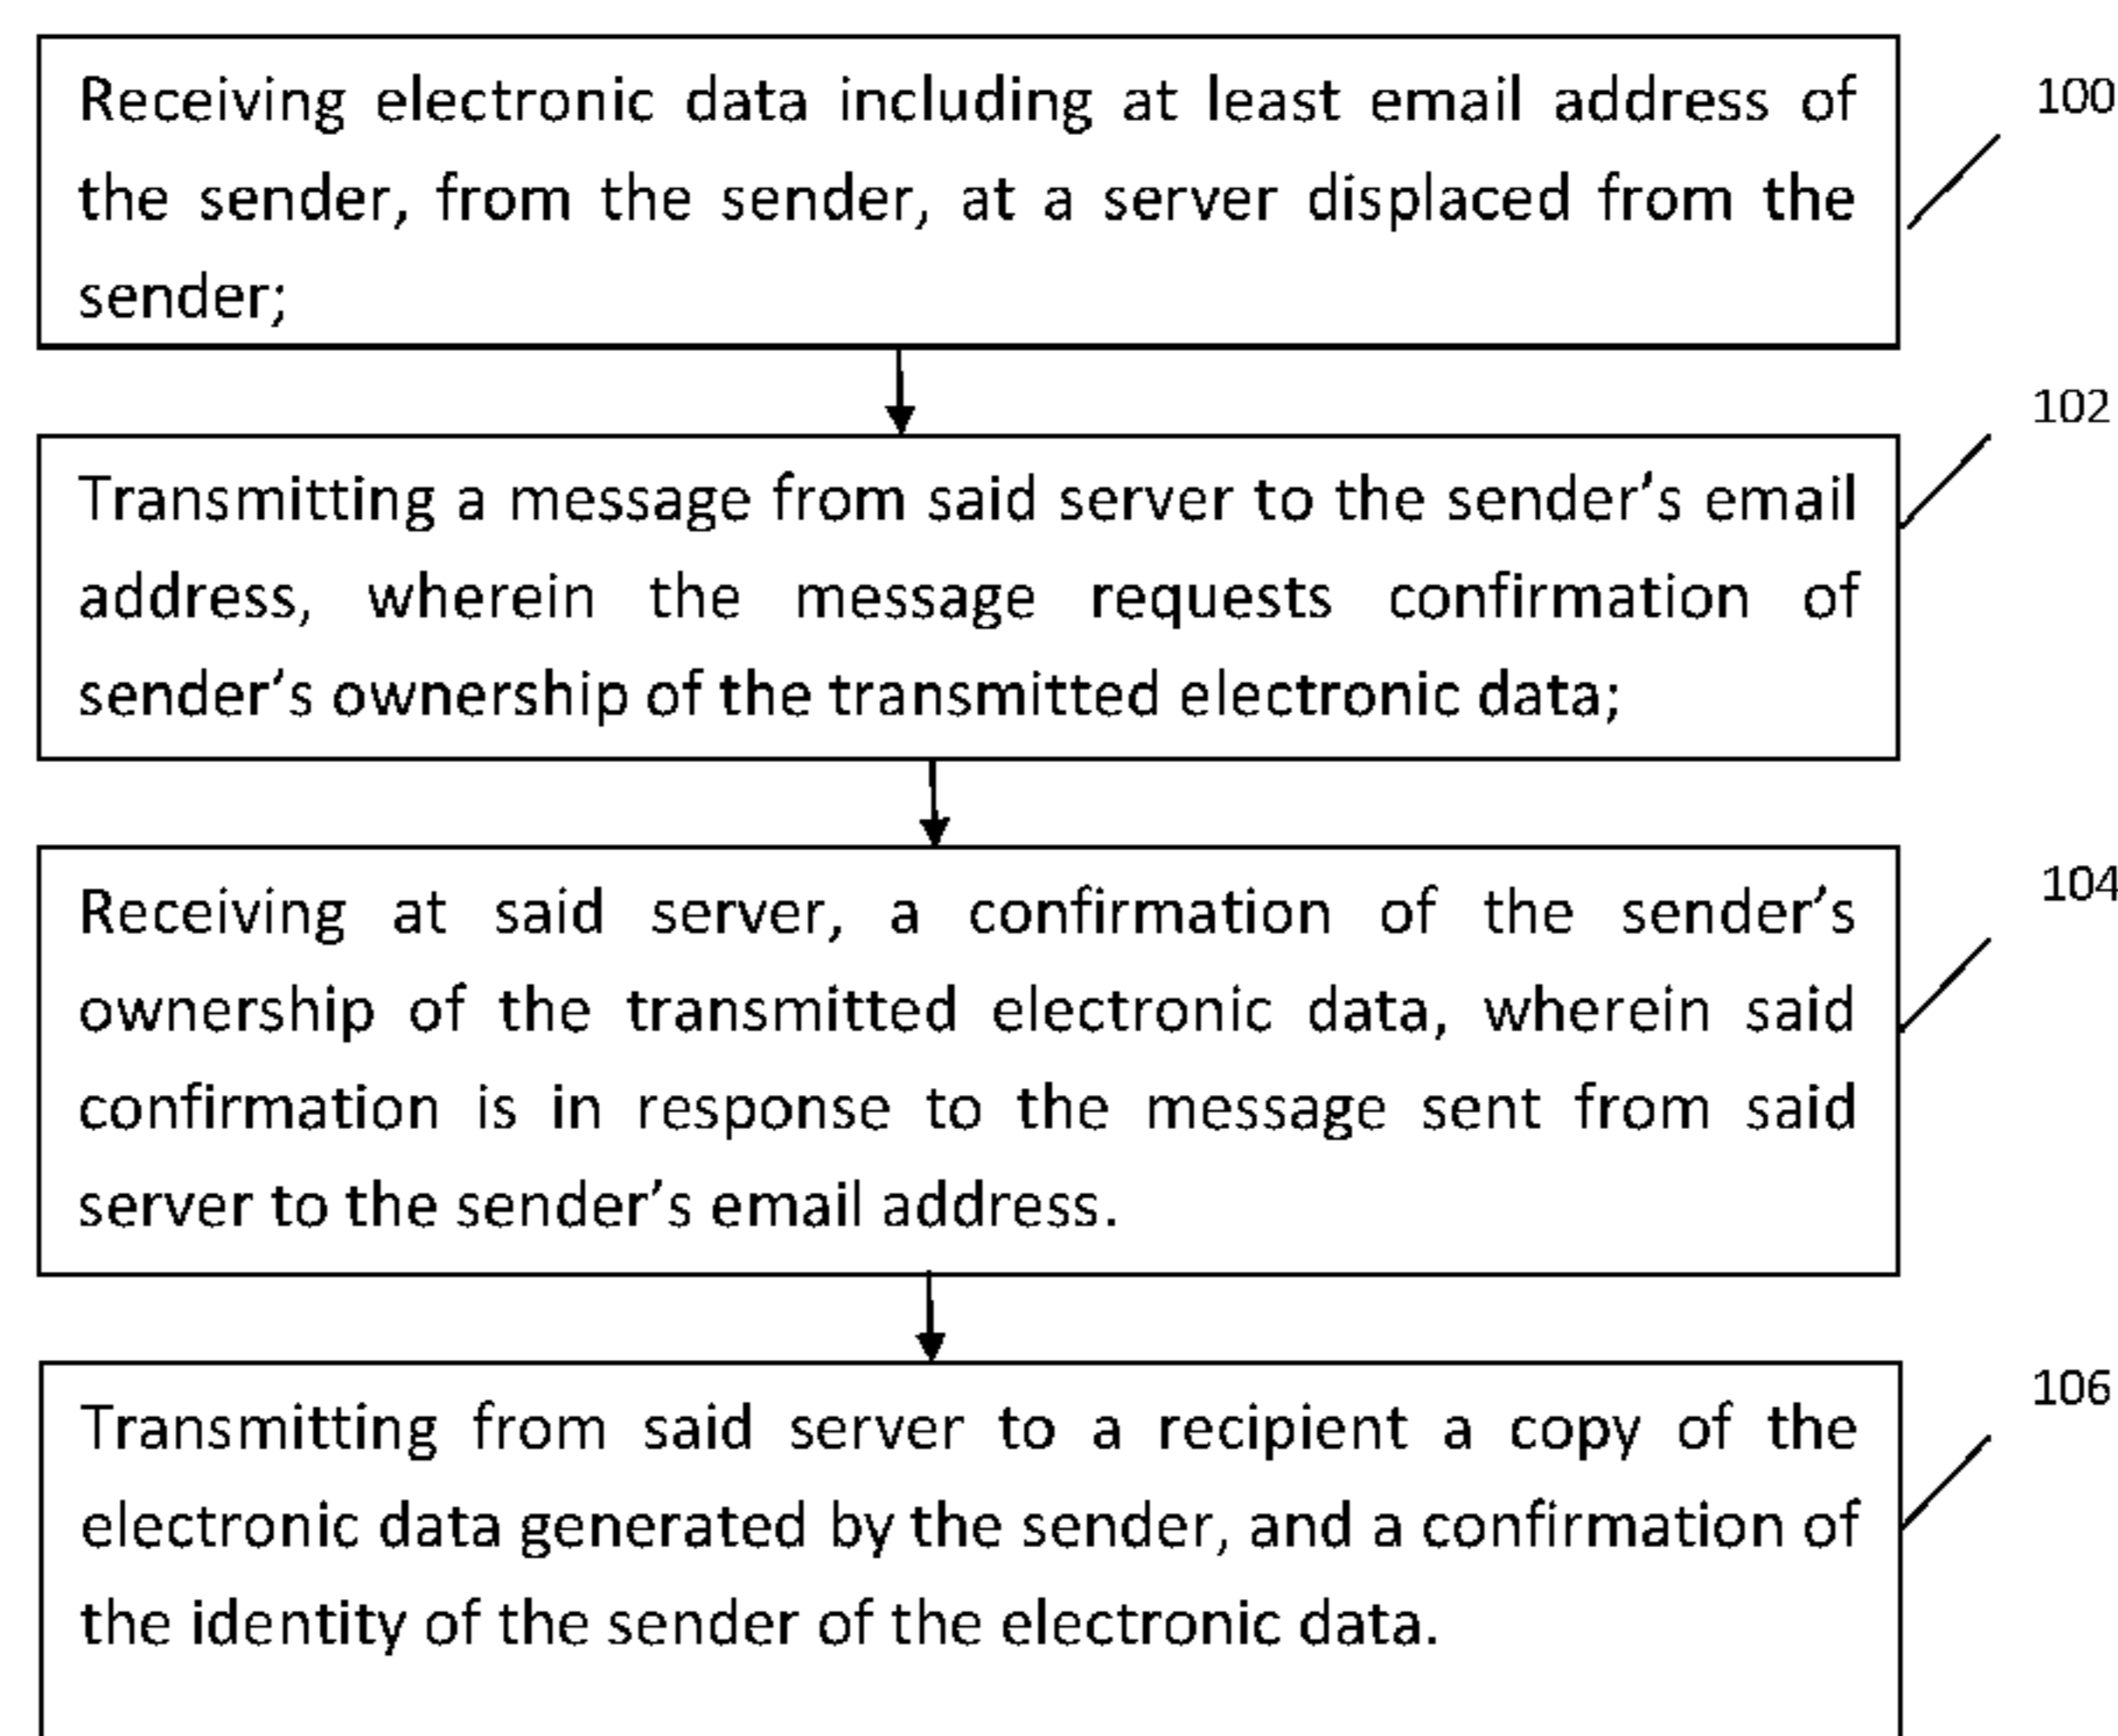 Receiving electronic data including at least email address of
the sender, from the sender, at a server displaced from the
sender;
100
Transmitting a message from said server to the sender's email
address, wherein the message requests confirmation of
sender's ownership of the transmitted electronic data;
102
Receiving at said server, a confirmation of the sender's
ownership of the transmitted electronic data, wherein said
confirmation is in response to the message sent from said
server to the sender's email address.
104
Transmitting from said server to a recipient a copy of the
electronic data generated by the sender, and a confirmation of
the identity of the sender of the electronic data.
106